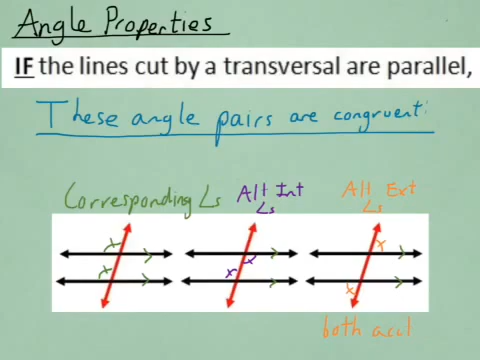 Angle Properties
IF the lines cut by a transversal are parallel,
These angle pairs are congruent:
Corresponding ∠s
Alt Int
∠s
Alt Ext
∠s
x
x
x
x
x
x
both acu